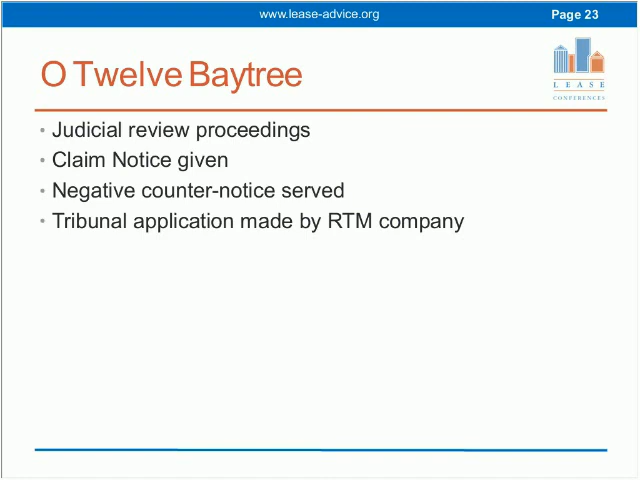 www.lease-advice.org
Page 23
O Twelve Baytree
L E A S E
CONFERENCES
• Judicial review proceedings
• Claim Notice given
• Negative counter-notice served
• Tribunal application made by RTM company